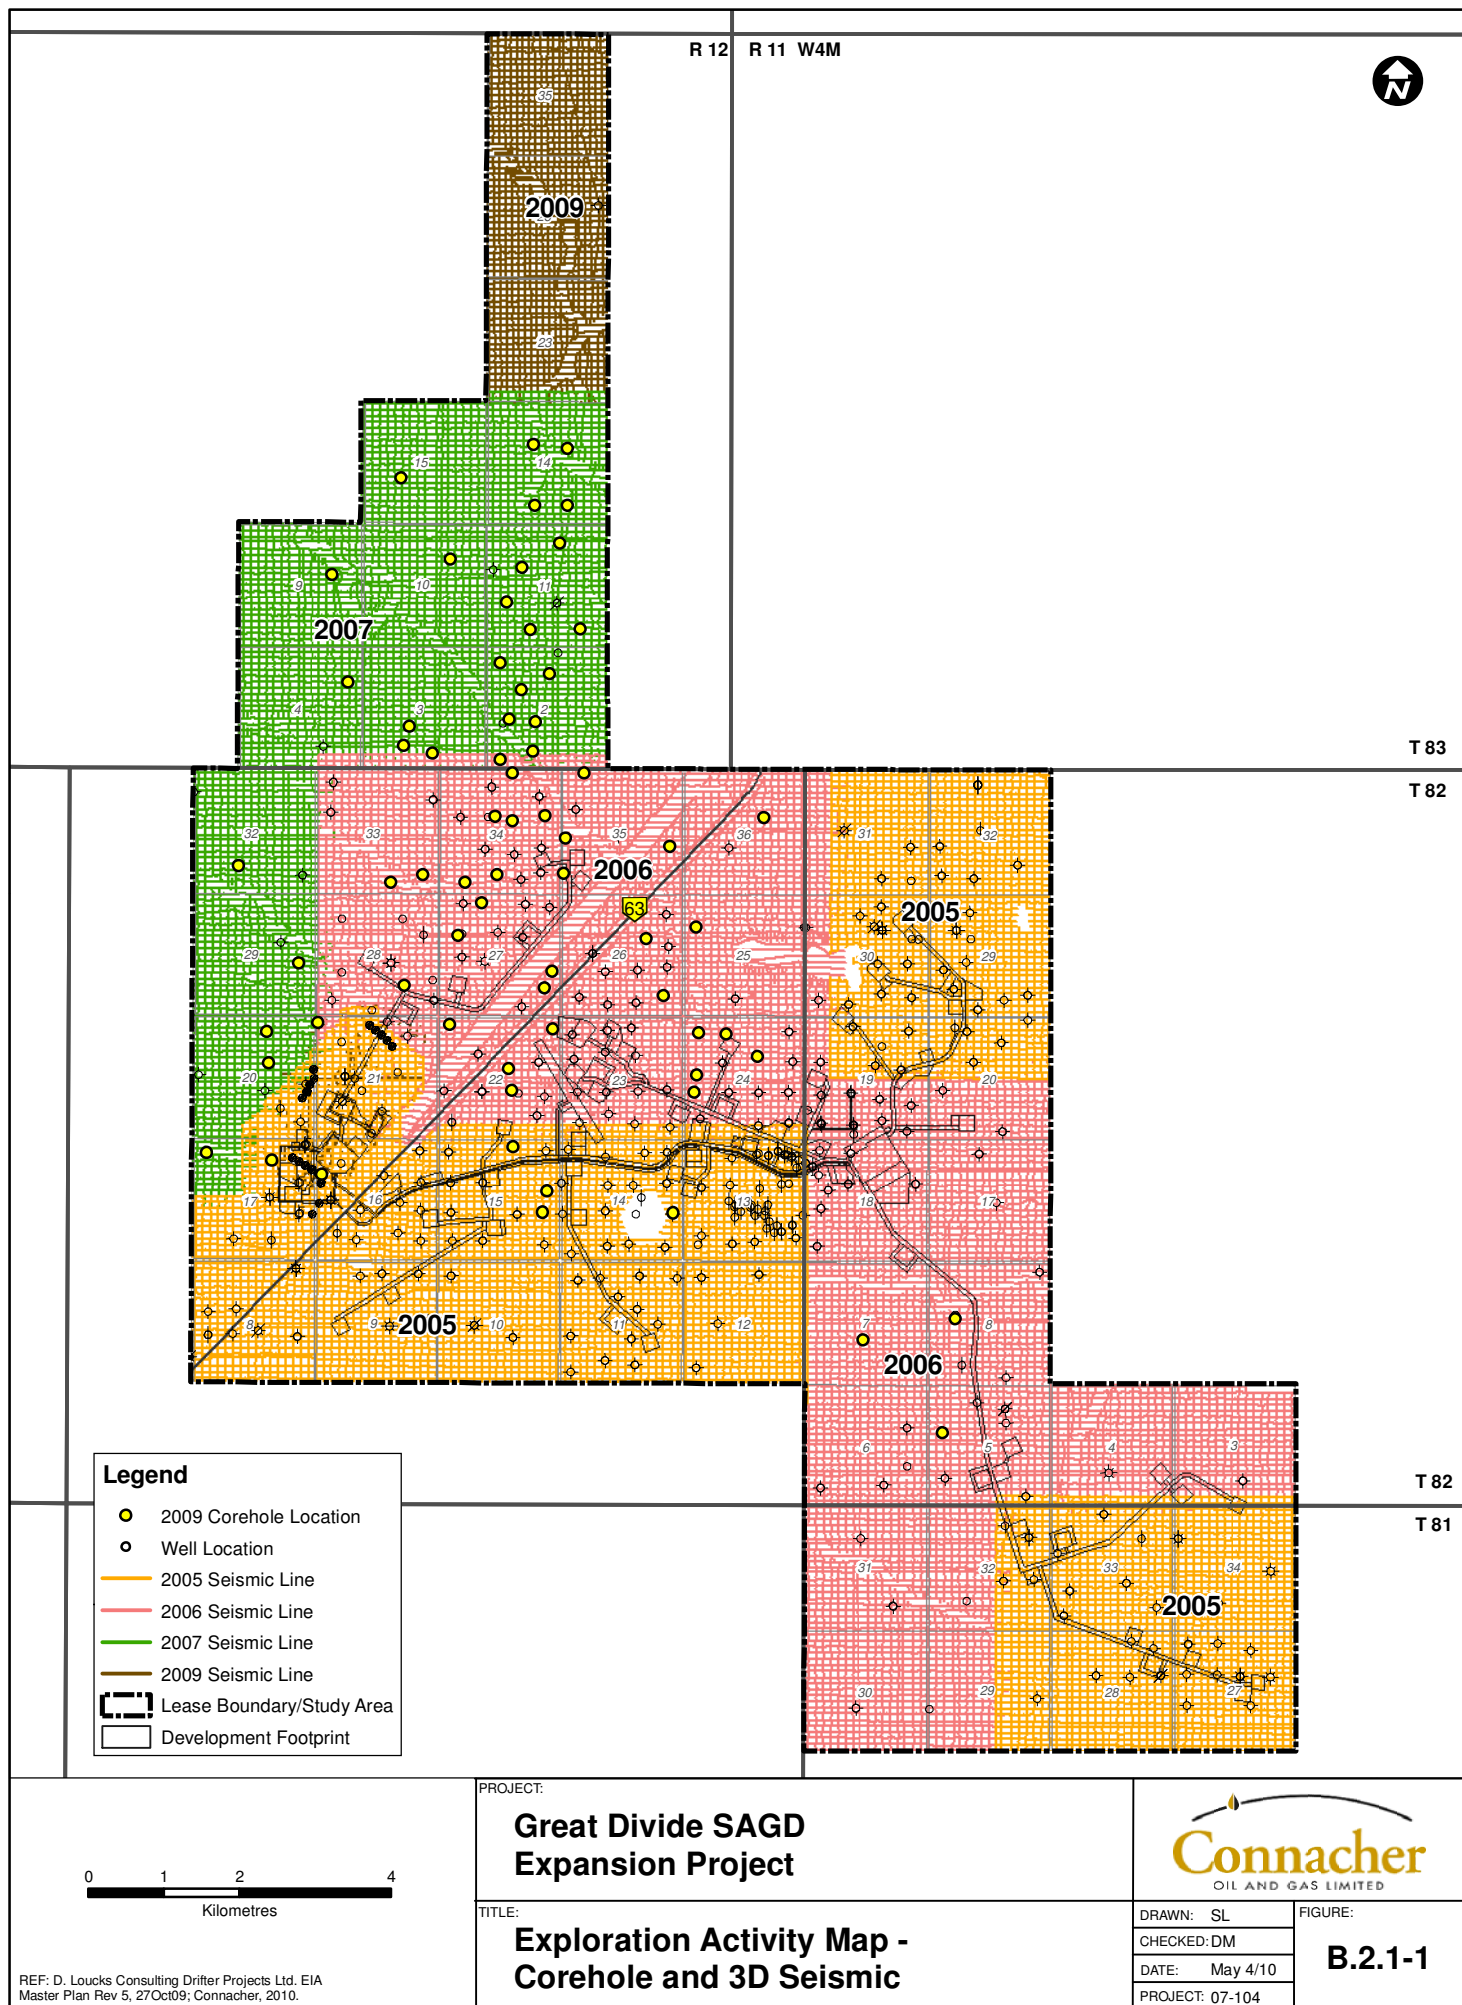 R 12 R 11 W4M
N
35
2009
23
15
14
9
10
11
2007
4
3
2
T 83
T 82
32
33
34
35
36
31
32
2006
63
2005
29
28
27
26
25
30
29
20
21
22
23
24
19
20
17
16
15
14
13
18
17
8
9
2005
10
11
12
7
8
2006
6
5
4
3
T 82
T 81
31
32
33
34
2005
30
29
28
27
Legend
2009 Corehole Location
Well Location
2005 Seismic Line
2006 Seismic Line
2007 Seismic Line
2009 Seismic Line
Lease Boundary/Study Area
Development Footprint
0 1 2 4
Kilometres
REF: D. Loucks Consulting Drifter Projects Ltd. EIA
Master Plan Rev 5, 27Oct09; Connacher, 2010.
PROJECT:
Great Divide SAGD
Expansion Project
TITLE:
Exploration Activity Map -
Corehole and 3D Seismic
Connacher
OIL AND GAS LIMITED
DRAWN: SL
CHECKED: DM
DATE: May 4/10
PROJECT: 07-104
FIGURE:
B.2.1-1